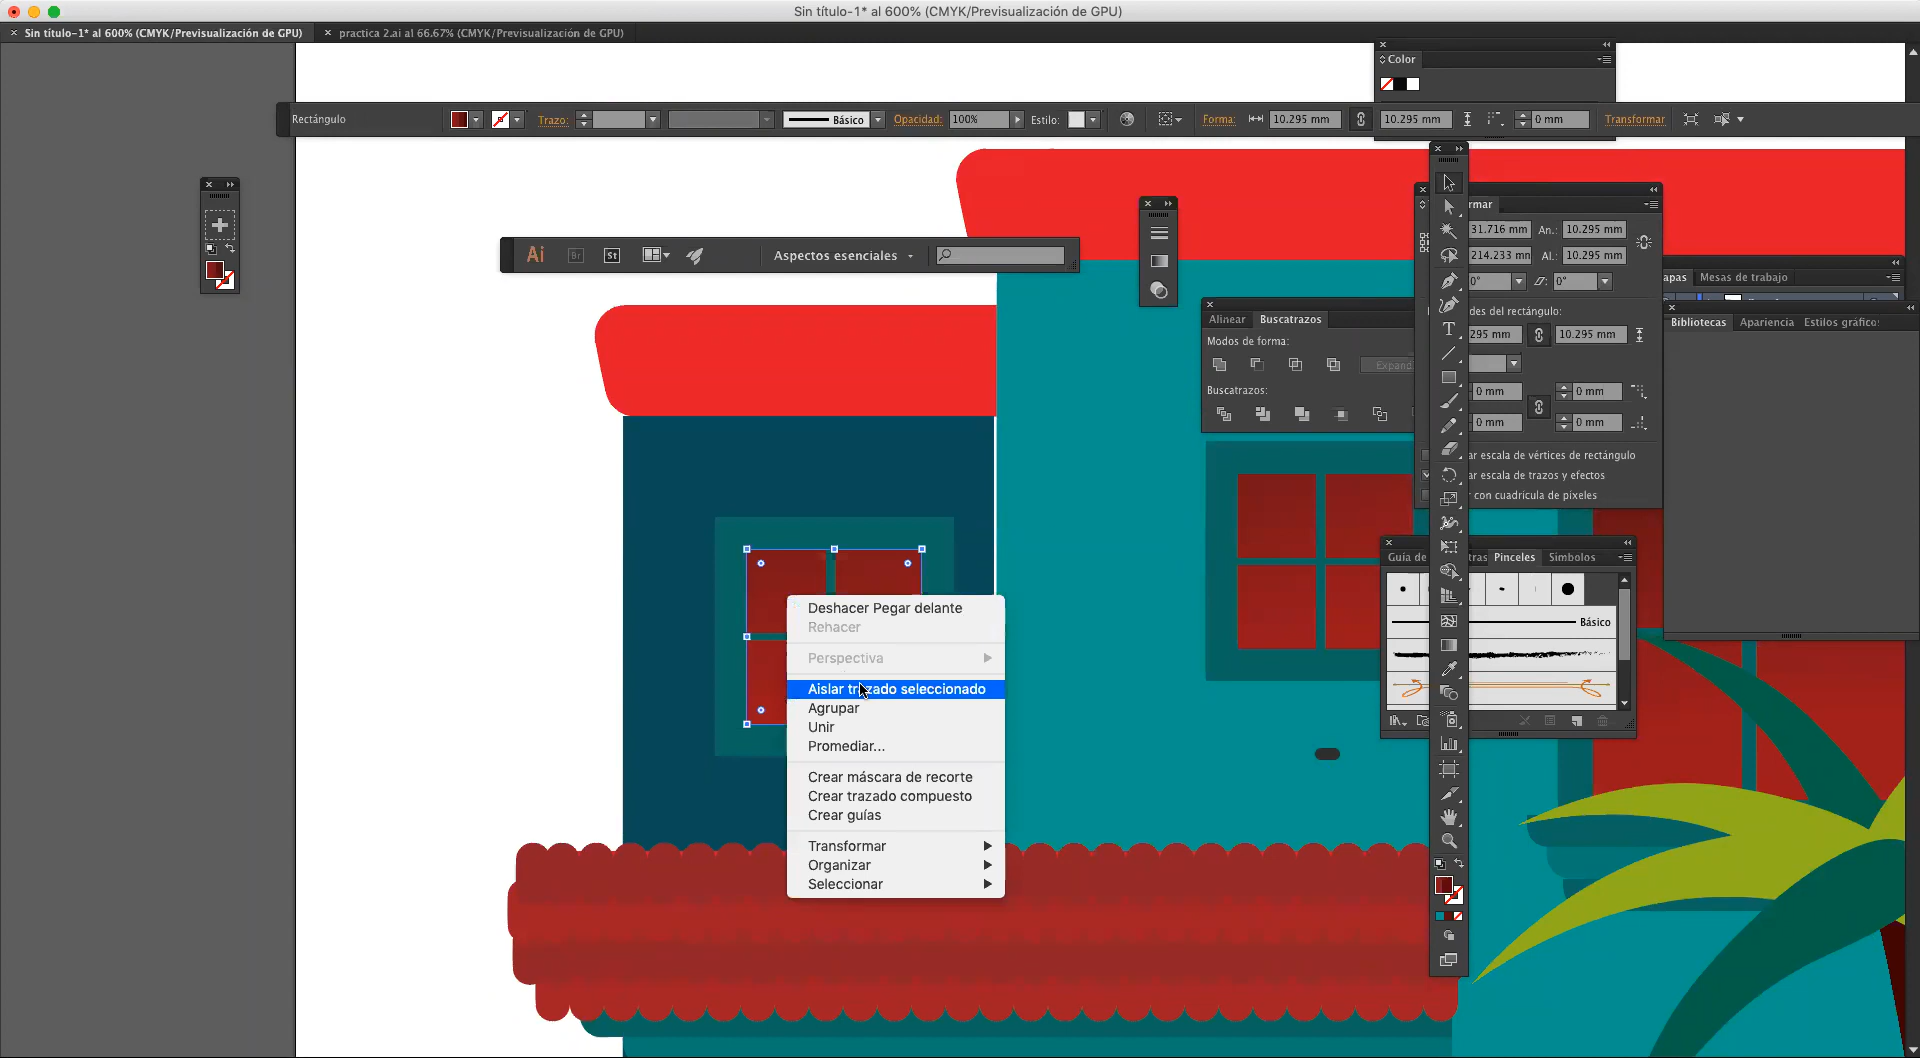 Sin título-1* al 600% (CMYK/Previsualización de GPU)
Sin título-1* al 600% (CMYK/Previsualización de GPU)
practica 2.ai al 66.67% (CMYK/Previsualización de GPU)
Color
Rectángulo
Trazo:
Básico
Opacidad:
100%
Estilo:
Forma:
10.295 mm
10.295 mm
0 mm
Transformar
Ai
Br
St
Aspectos esenciales
Alinear
Buscatrazos
Modos de forma:
Expand
Buscatrazos:
mar
31.716 mm
An.:
10.295 mm
214.233 mm
Al.:
10.295 mm
0°
0°
des del rectángulo:
295 mm
10.295 mm
0 mm
0 mm
0 mm
0 mm
ar escala de vértices de rectángulo
ar escala de trazos y efectos
r con cuadrícula de píxeles
apas
Mesas de trabajo
Bibliotecas
Apariencia
Estilos gráfico:
Guía de
tras
Pinceles
Símbolos
Básico
Deshacer Pegar delante
Rehacer
Perspectiva
Aislar trazado seleccionado
Agrupar
Unir
Promediar...
Crear máscara de recorte
Crear trazado compuesto
Crear guías
Transformar
Organizar
Seleccionar